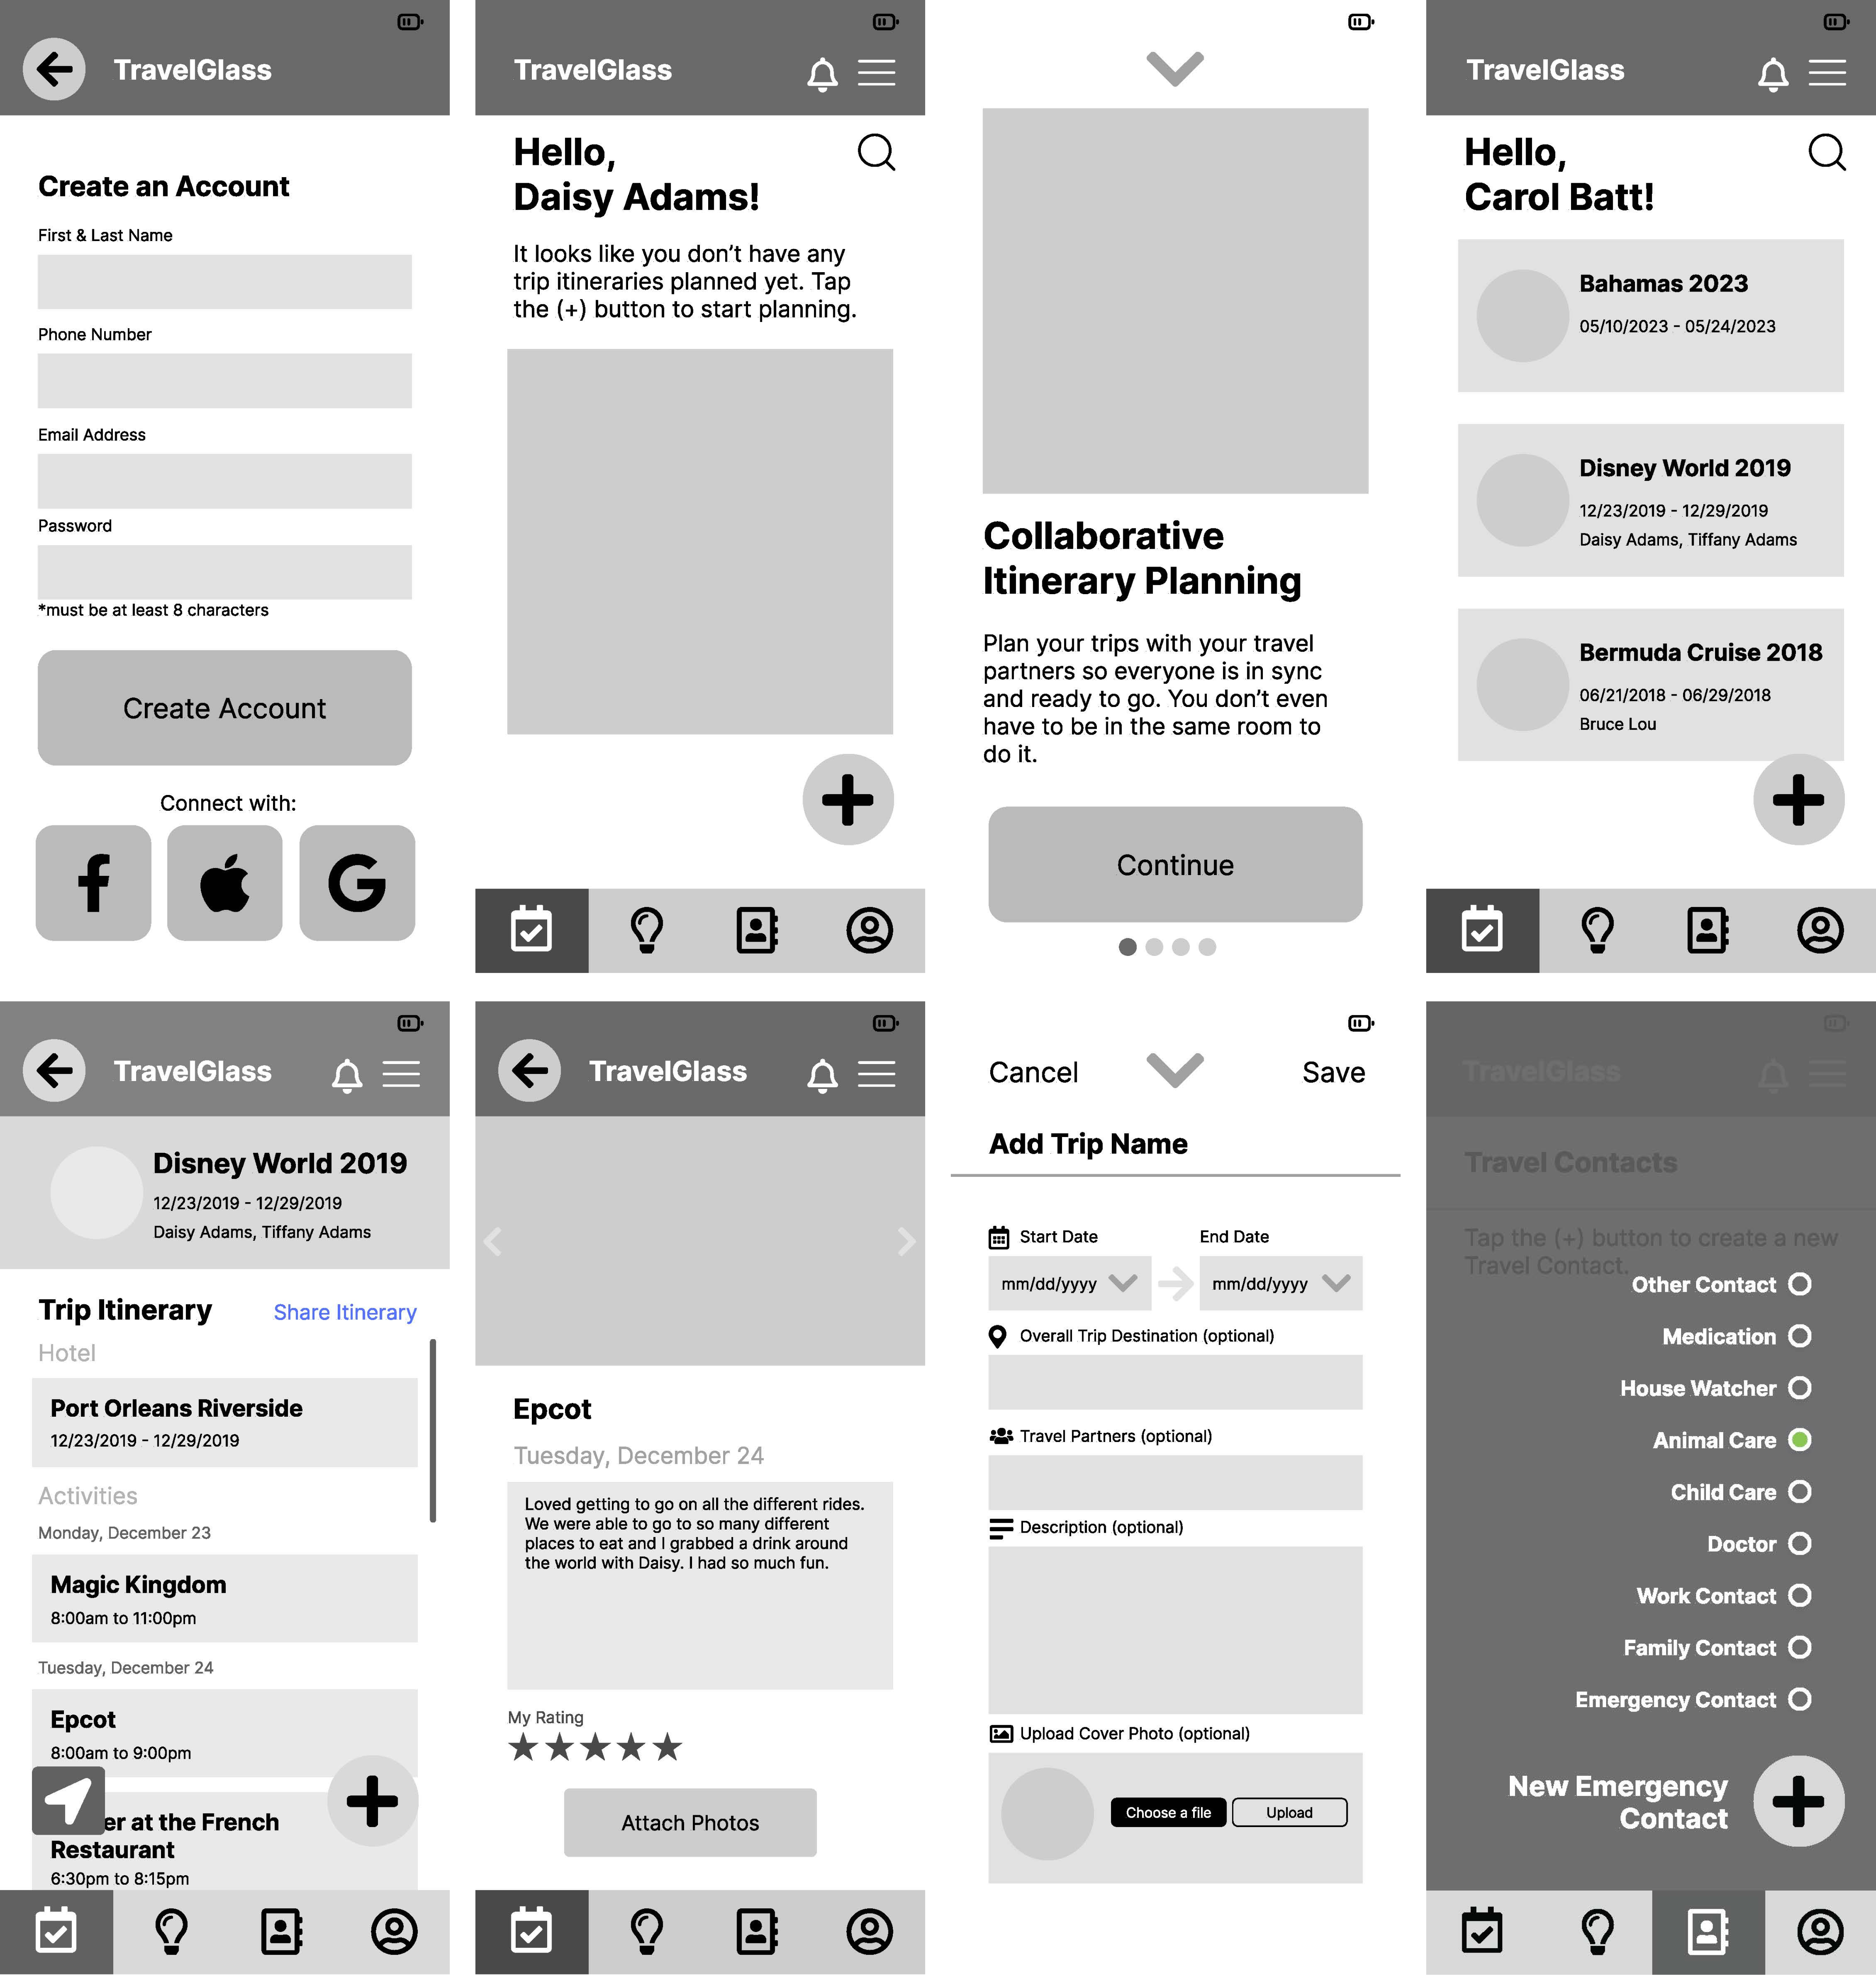 TravelGlass
Create an Account
First & Last Name
Phone Number
Email Address
Password
*must be at least 8 characters
Create Account
Connect with:
TravelGlass
Hello,
Daisy Adams!
It looks like you don’t have any
trip itineraries planned yet. Tap
the (+) button to start planning.
Collaborative
Itinerary Planning
Plan your trips with your travel
partners so everyone is in sync
and ready to go. You don’t even
have to be in the same room to
do it.
Continue
TravelGlass
Hello,
Carol Batt!
Bahamas 2023
05/10/2023 - 05/24/2023
Disney World 2019
12/23/2019 - 12/29/2019
Daisy Adams, Tiffany Adams
Bermuda Cruise 2018
06/21/2018 - 06/29/2018
Bruce Lou
TravelGlass
Disney World 2019
12/23/2019 - 12/29/2019
Daisy Adams, Tiffany Adams
Trip Itinerary
Share Itinerary
Hotel
Port Orleans Riverside
12/23/2019 - 12/29/2019
Activities
Monday, December 23
Magic Kingdom
8:00am to 11:00pm
Tuesday, December 24
Epcot
8:00am to 9:00pm
er at the French
Restaurant
6:30pm to 8:15pm
TravelGlass
Epcot
Tuesday, December 24
Loved getting to go on all the different rides.
We were able to go to so many different
places to eat and I grabbed a drink around
the world with Daisy. I had so much fun.
My Rating
Attach Photos
Cancel
Save
Add Trip Name
Start Date
End Date
mm/dd/yyyy
mm/dd/yyyy
Overall Trip Destination (optional)
Travel Partners (optional)
Description (optional)
Upload Cover Photo (optional)
Choose a file
Upload
TravelGlass
Travel Contacts
Tap the (+) button to create a new
Travel Contact.
Other Contact
Medication
House Watcher
Animal Care
Child Care
Doctor
Work Contact
Family Contact
Emergency Contact
New Emergency
Contact